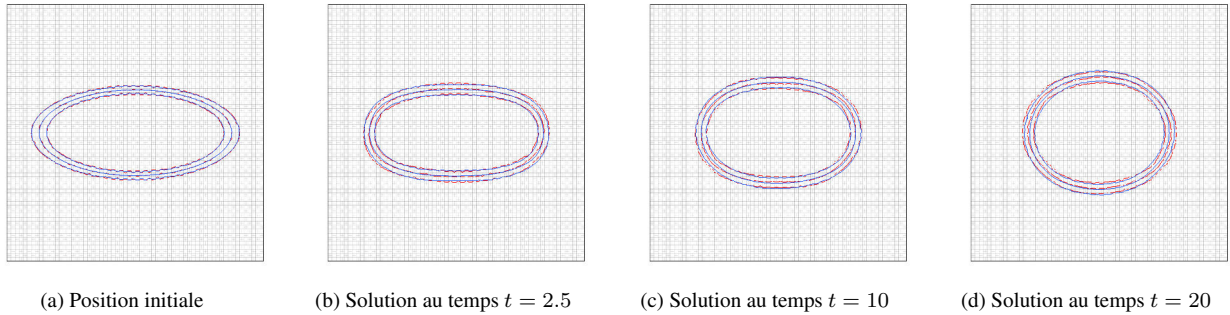 (a) Position initiale
(b) Solution au temps t = 2.5
(c) Solution au temps t = 10
(d) Solution au temps t = 20